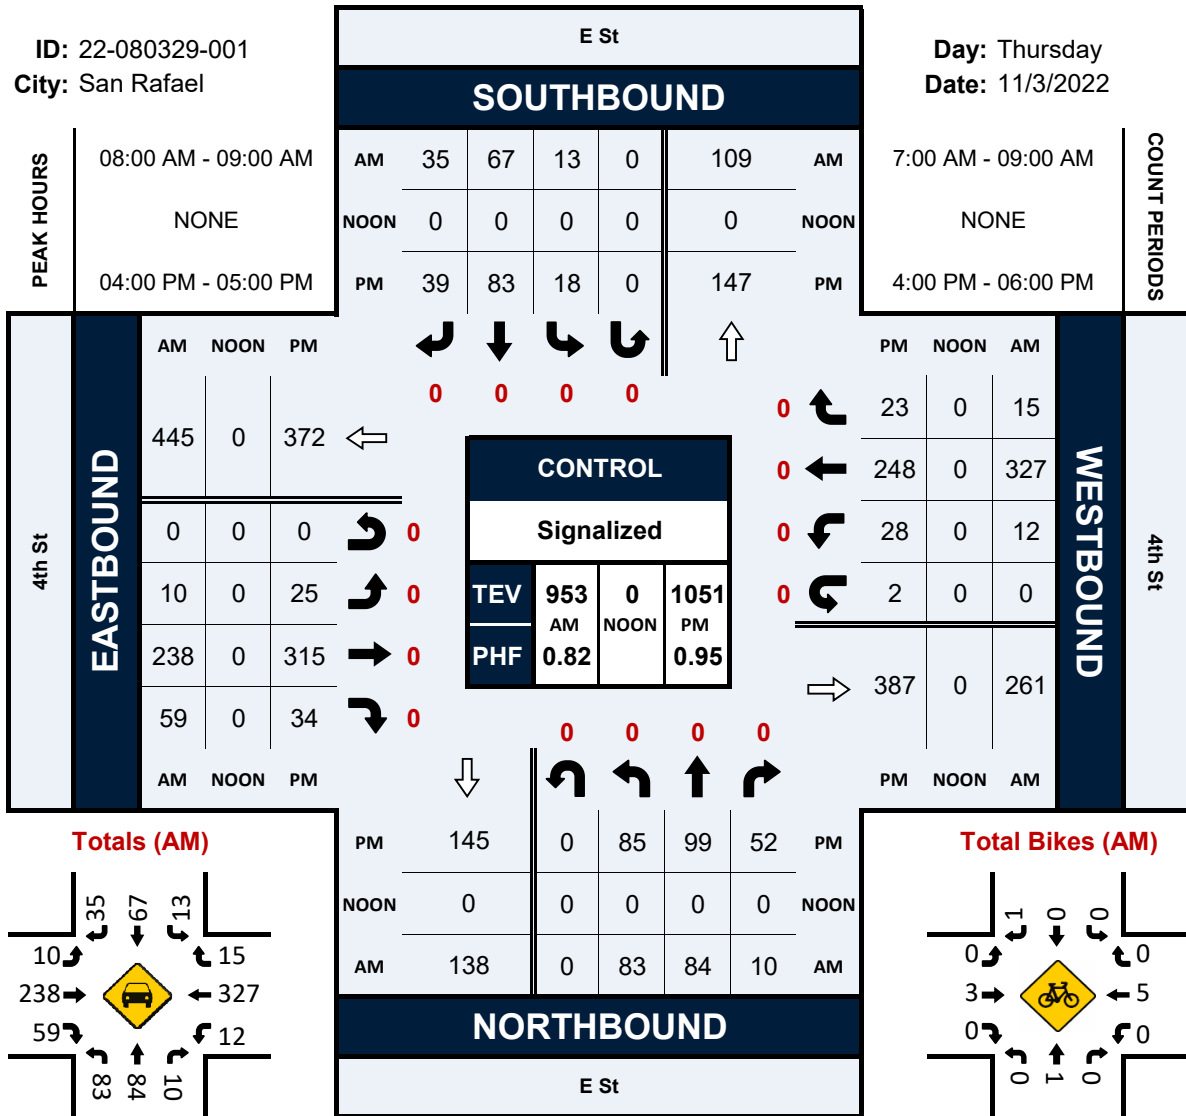 E St
ID: 22-080329-001
City: San Rafael
Day: Thursday
Date: 11/3/2022
SOUTHBOUND
PEAK HOURS
08:00 AM - 09:00 AM
NONE
04:00 PM - 05:00 PM
AM 35 67 13 0 109 AM
NOON 0 0 0 0 0 NOON
PM 39 83 18 0 147 PM
7:00 AM - 09:00 AM
NONE
4:00 PM - 06:00 PM
COUNT PERIODS
0 0 0 0
4th St
EASTBOUND
AM NOON PM
445 0 372
0 0 0 0
10 0 25 0
238 0 315 0
59 0 34 0
AM NOON PM
CONTROL
Signalized
TEV 953 0 1051
AM NOON PM
PHF 0.82 0.95
PM NOON AM
0 23 0 15
0 248 0 327
0 28 0 12
0 2 0 0
387 0 261
PM NOON AM
WESTBOUND
4th St
0 0 0 0
PM 145 0 85 99 52 PM
NOON 0 0 0 0 0 NOON
AM 138 0 83 84 10 AM
NORTHBOUND
E St
Totals (AM)
35 67 13
10 15
238 327
59 12
83 84 10
Total Bikes (AM)
1 0 0
0 0
3 5
0 0
0 1 0